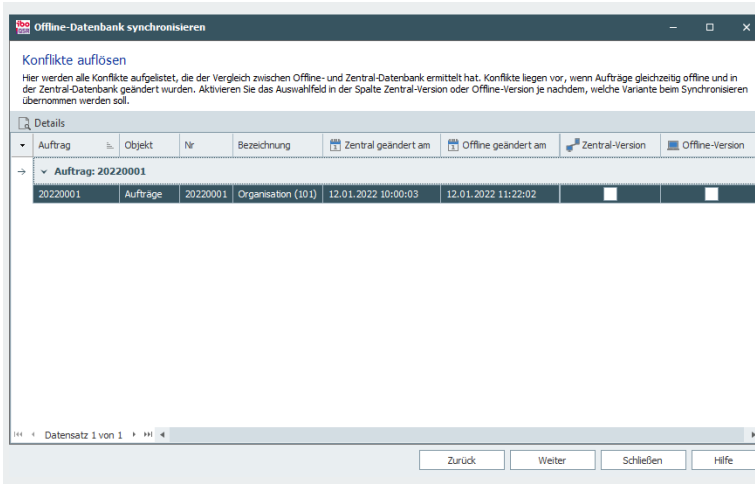 ibo
QSR
Offline-Datenbank synchronisieren
Konflikte auflösen
Hier werden alle Konflikte aufgelistet, die der Vergleich zwischen Offline- und Zentral-Datenbank ermittelt hat. Konflikte liegen vor, wenn Aufträge gleichzeitig offline und in
der Zentral-Datenbank geändert wurden. Aktivieren Sie das Auswahlfeld in der Spalte Zentral-Version oder Offline-Version je nachdem, welche Variante beim Synchronisieren
übernommen werden soll.
Details
Auftrag Objekt Nr Bezeichnung Zentral geändert am Offline geändert am Zentral-Version Offline-Version
Auftrag: 20220001
20220001 Aufträge 20220001 Organisation (101) 12.01.2022 10:00:03 12.01.2022 11:22:02
Datensatz 1 von 1
Zurück Weiter Schließen Hilfe